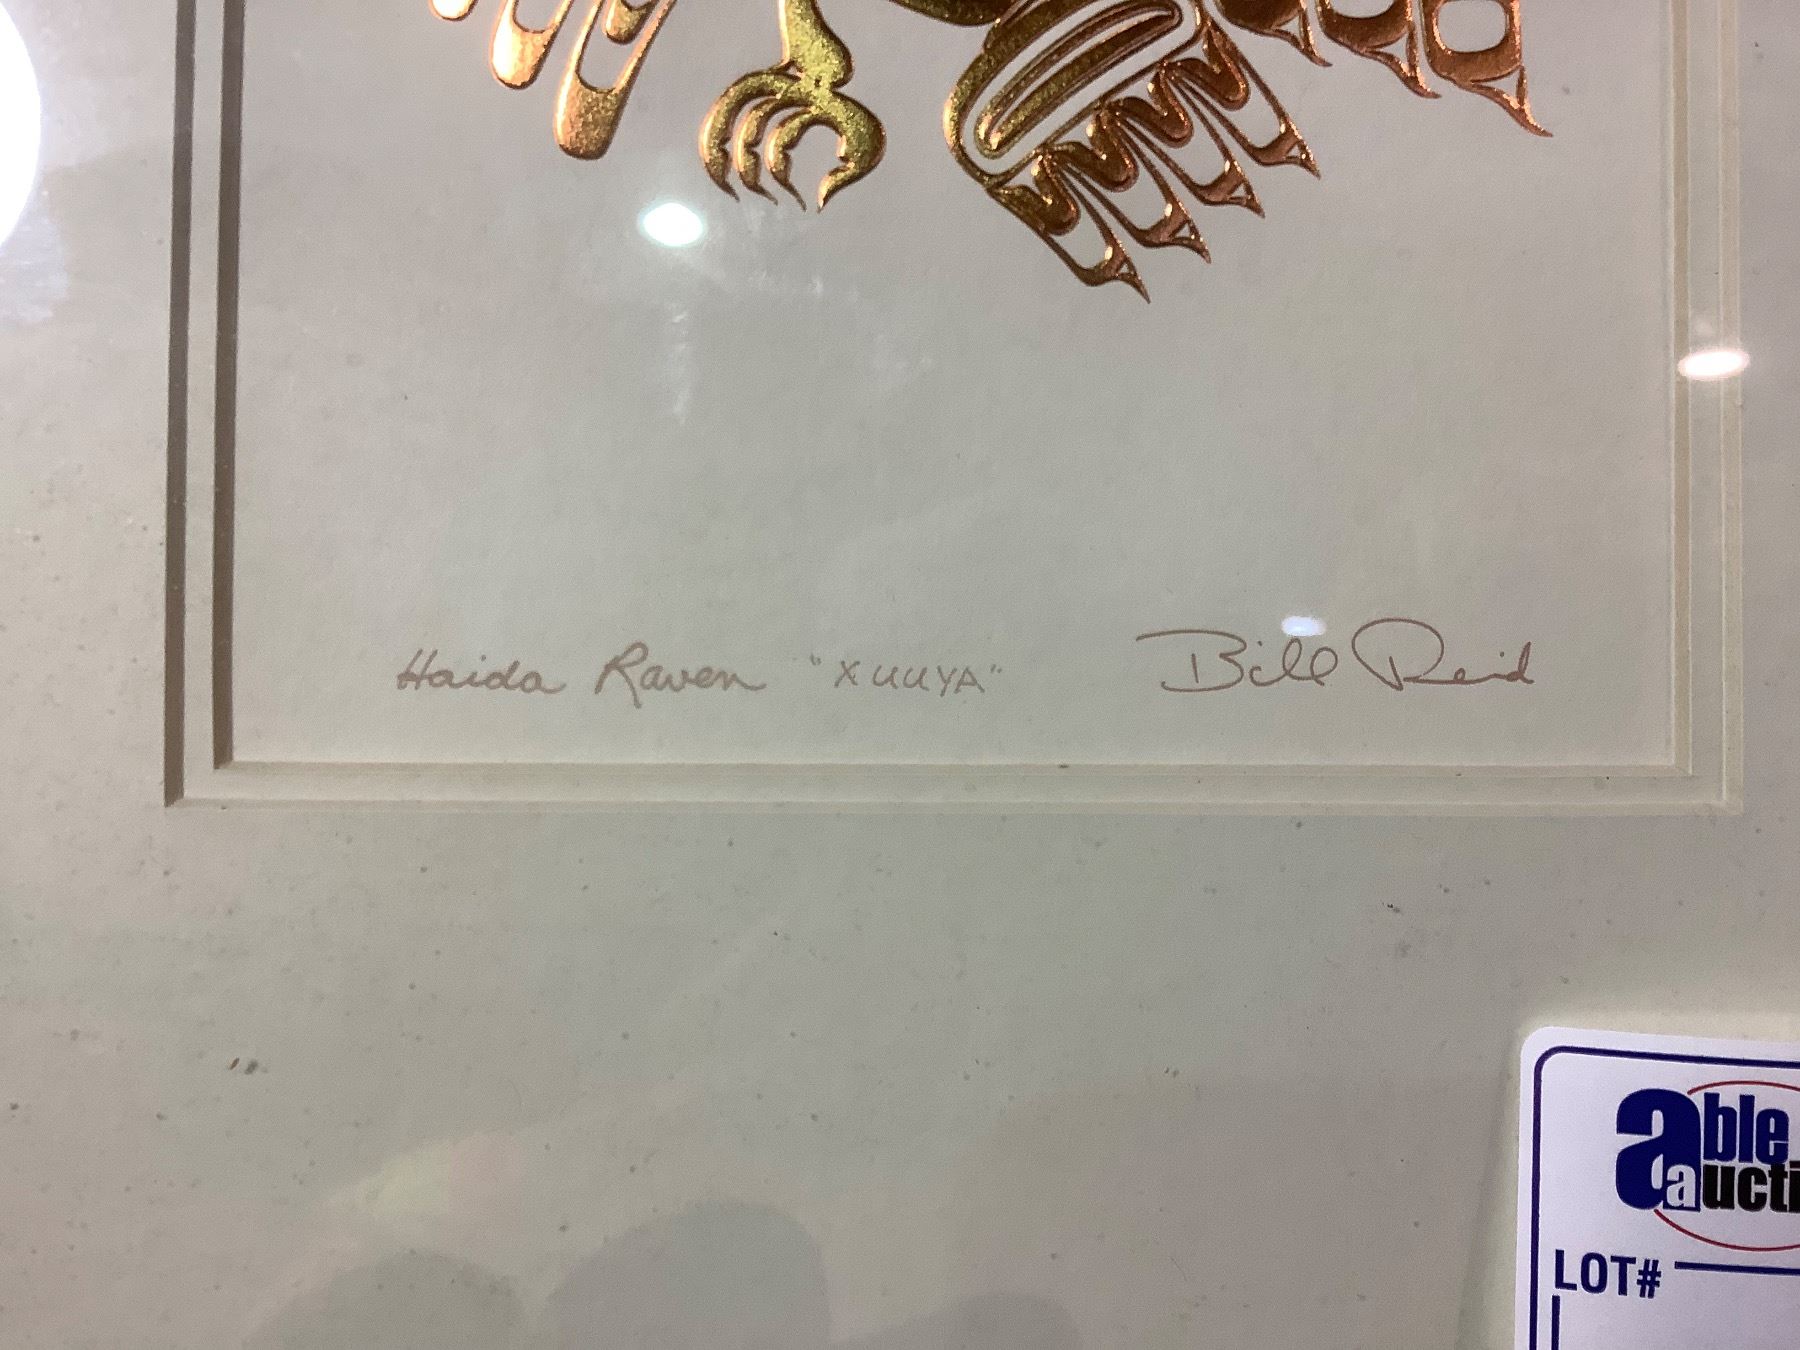 Haida Raven "XUUYA" Bill Reid
able
aucti
LOT#